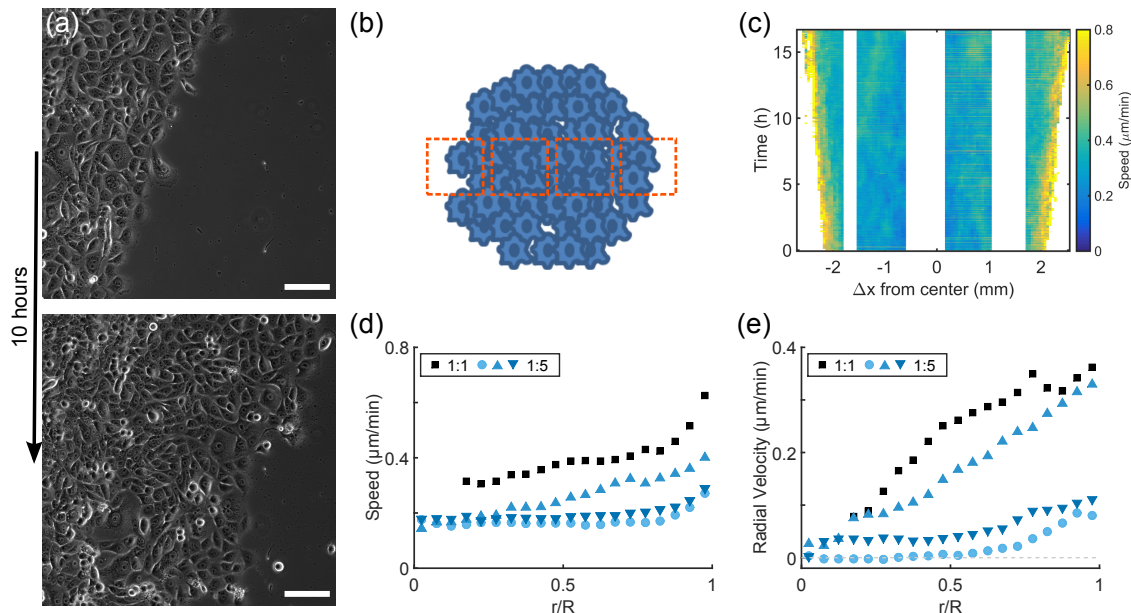 (a)
10 hours
(b)
(c)
Time (h)
15
10
5
0
-2 -1 0 1 2
Δx from center (mm)
0.8
0.6
0.4
0.2
0
Speed (μm/min)
(d)
1:1 1:5
Speed (μm/min)
0.8
0.4
0
0 0.5 1
r/R
(e)
1:1 1:5
Radial Velocity (μm/min)
0.4
0.2
0
0 0.5 1
r/R